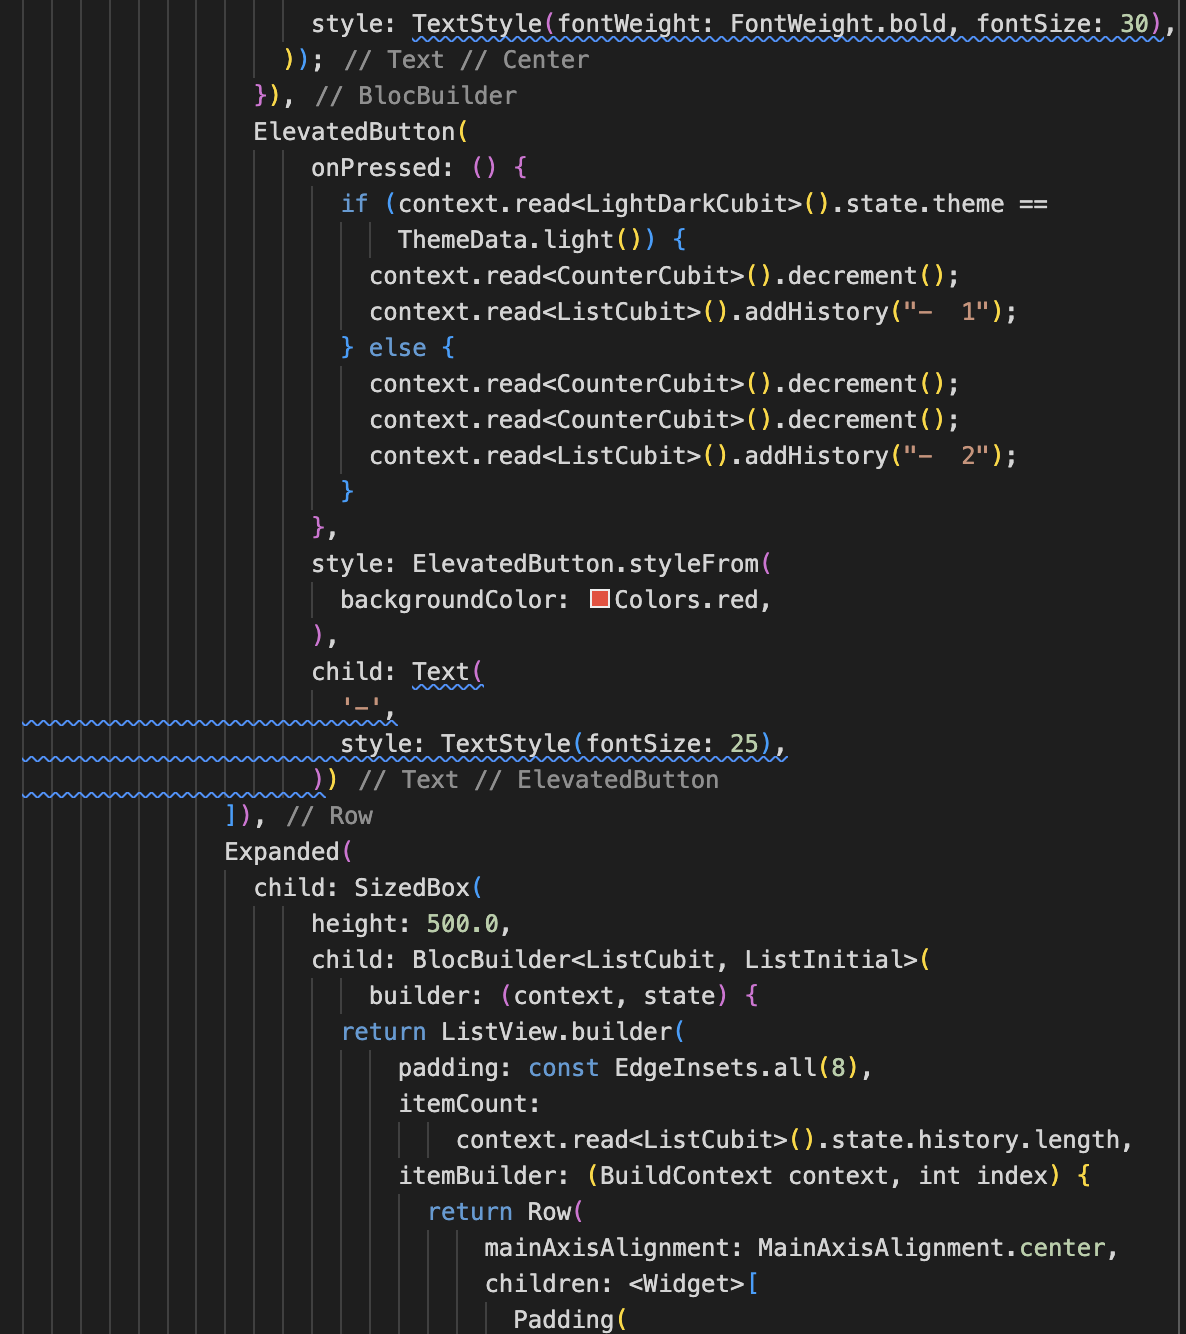 style: TextStyle(fontWeight: FontWeight.bold, fontSize: 30),
)); // Text // Center
}), // BlocBuilder
ElevatedButton(
onPressed: () {
if (context.read<LightDarkCubit>().state.theme ==
ThemeData.light()) {
context.read<CounterCubit>().decrement();
context.read<ListCubit>().addHistory("-  1");
} else {
context.read<CounterCubit>().decrement();
context.read<CounterCubit>().decrement();
context.read<ListCubit>().addHistory("-  2");
}
},
style: ElevatedButton.styleFrom(
backgroundColor: Colors.red,
),
child: Text(
'-',
style: TextStyle(fontSize: 25),
)) // Text // ElevatedButton
]), // Row
Expanded(
child: SizedBox(
height: 500.0,
child: BlocBuilder<ListCubit, ListInitial>(
builder: (context, state) {
return ListView.builder(
padding: const EdgeInsets.all(8),
itemCount:
context.read<ListCubit>().state.history.length,
itemBuilder: (BuildContext context, int index) {
return Row(
mainAxisAlignment: MainAxisAlignment.center,
children: <Widget>[
Padding(